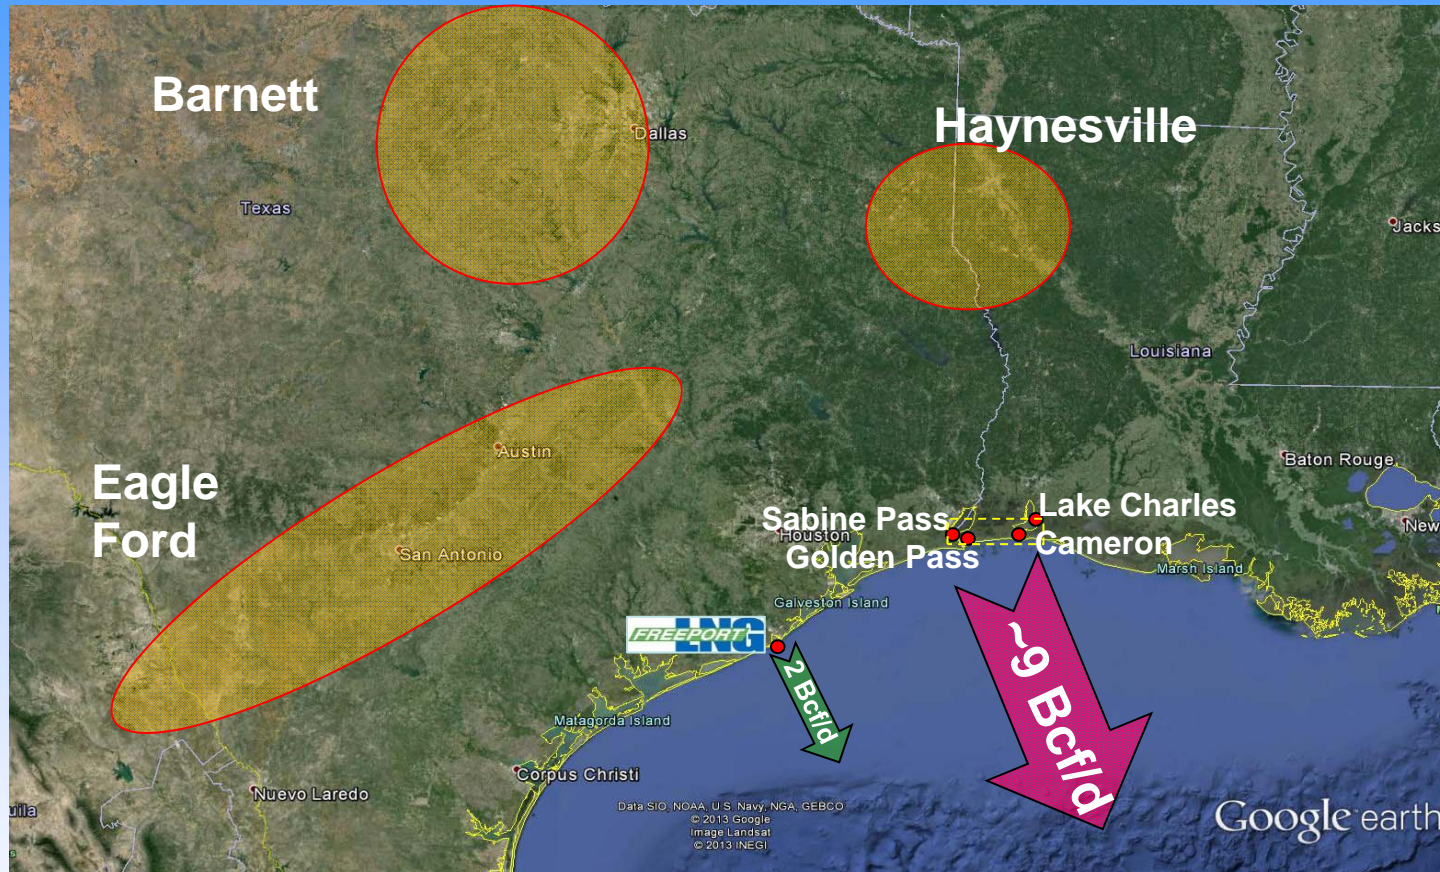 Barnett
Dallas
Haynesville
Texas
Jacks
Louisiana
Austin
Eagle
Ford
Baton Rouge
San Antonio
Sabine Pass
Lake Charles
Houston
Cameron
Golden Pass
New
Marsh Island
Galveston Island
FREEPORT LNG
2 Bcf/d
~9 Bcf/d
Matagorda Island
Corpus Christi
Nuevo Laredo
uila
Data SIO, NOAA, U.S. Navy, NGA, GEBCO
© 2013 Google
Image Landsat
© 2013 INEGI
Google earth